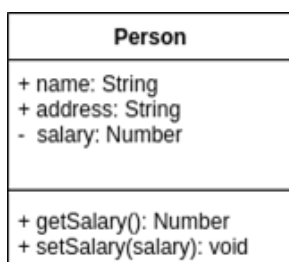 Person
+ name: String
+ address: String
- salary: Number
+ getSalary(): Number
+ setSalary(salary): void